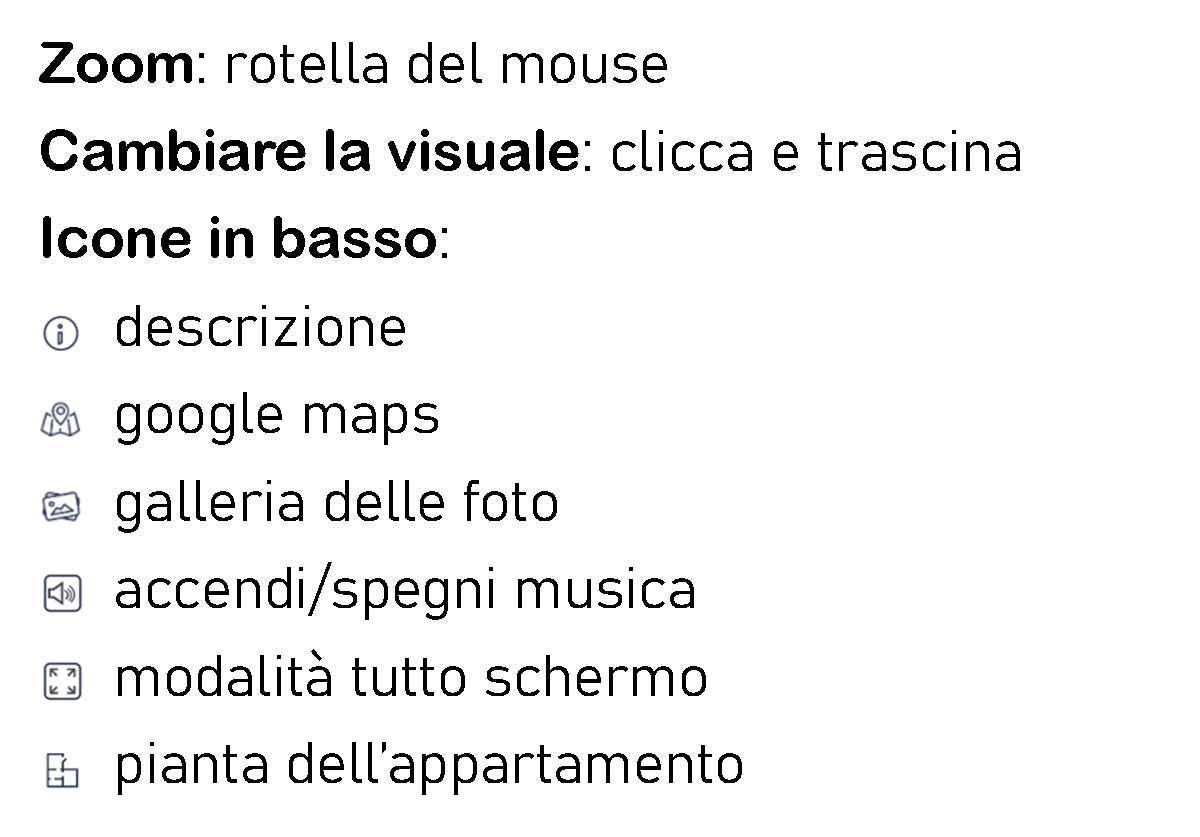 Zoom: rotella del mouse
Cambiare la visuale: clicca e trascina
Icone in basso:
descrizione
google maps
galleria delle foto
accendi/spegni musica
modalità tutto schermo
pianta dell'appartamento